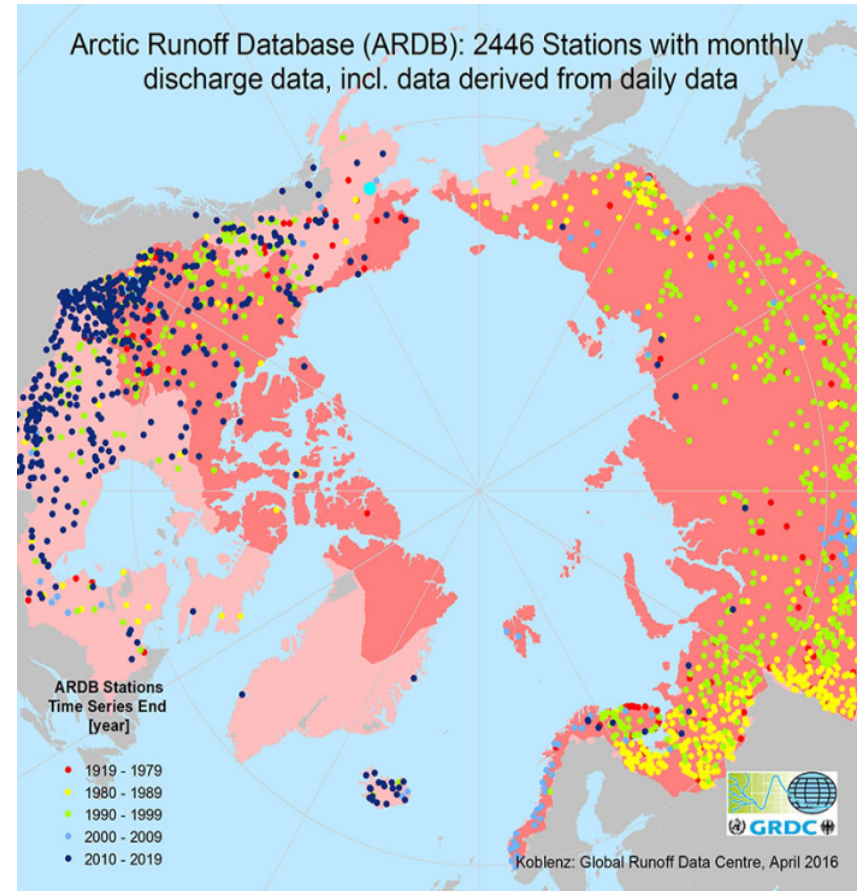 Arctic Runoff Database (ARDB): 2446 Stations with monthly
discharge data, incl. data derived from daily data
ARDB Stations
Time Series End
[year]
1919 - 1979
1980 - 1989
1990 - 1999
2000 - 2009
2010 - 2019
GRDC
Koblenz: Global Runoff Data Centre, April 2016